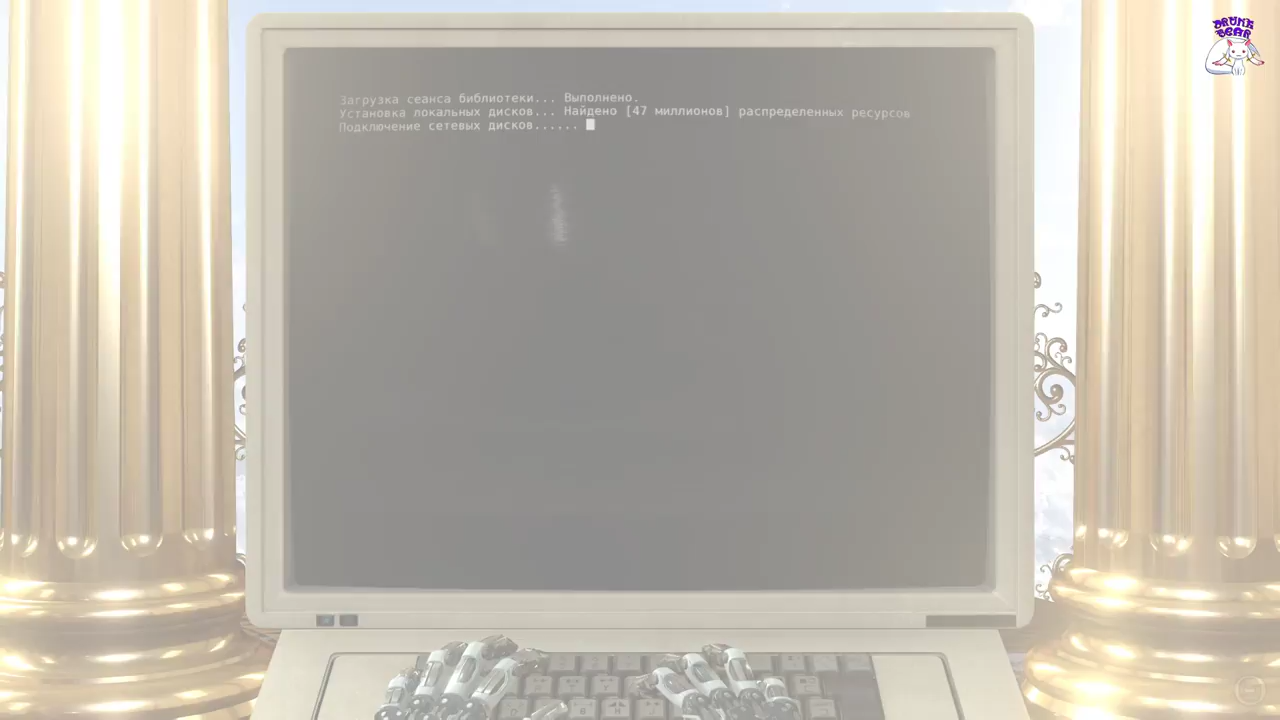 DRUNK
BEAR
Загрузка сеанса библиотеки... Выполнено.
Установка локальных дисков... Найдено [47 миллионов] распределенных ресурсов
Подключение сетевых дисков......